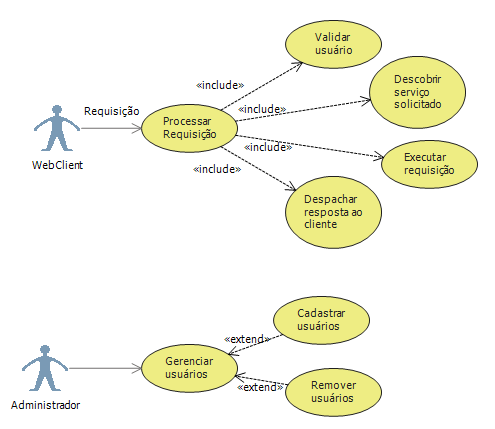 Validar
usuário
«include»
Descobrir
serviço
solicitado
Requisição
«include»
Processar
Requisição
«include»
Executar
requisição
WebClient
«include»
Despachar
resposta ao
cliente
Cadastrar
usuários
«extend»
Gerenciar
usuários
«extend»
Remover
usuários
Administrador